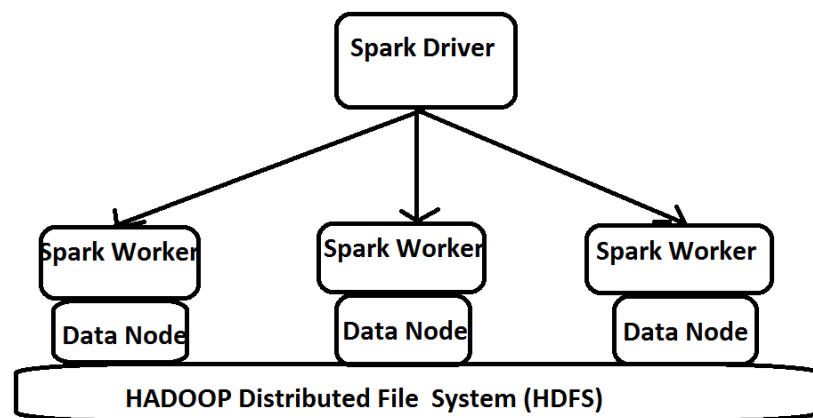 Spark Driver
Spark Worker
Spark Worker
Spark Worker
Data Node
Data Node
Data Node
HADOOP Distributed File System (HDFS)